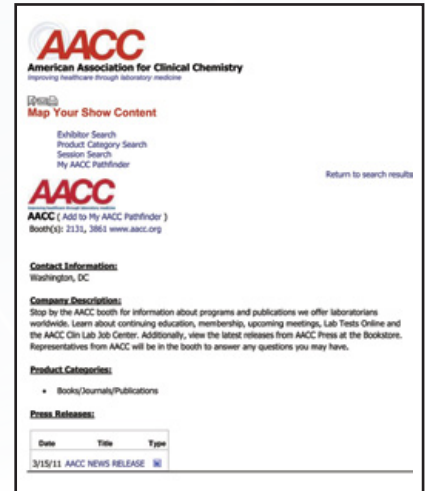 AACC
American Association for Clinical Chemistry
Improving healthcare through laboratory medicine
Map Your Show Content
Exhibitor Search
Product Category Search
Session Search
My AACC Pathfinder
Return to search results
AACC
Improving healthcare through laboratory medicine
AACC ( Add to My AACC Pathfinder )
Booth(s): 2131, 3861 www.aacc.org
Contact Information:
Washington, DC
Company Description:
Stop by the AACC booth for information about programs and publications we offer laboratorians
worldwide. Learn about continuing education, membership, upcoming meetings, Lab Tests Online and
the AACC Clin Lab Job Center. Additionally, view the latest releases from AACC Press at the Bookstore.
Representatives from AACC will be in the booth to answer any questions you may have.
Product Categories:
• Books/Journals/Publications
Press Releases:
Date Title Type
3/15/11 AACC NEWS RELEASE